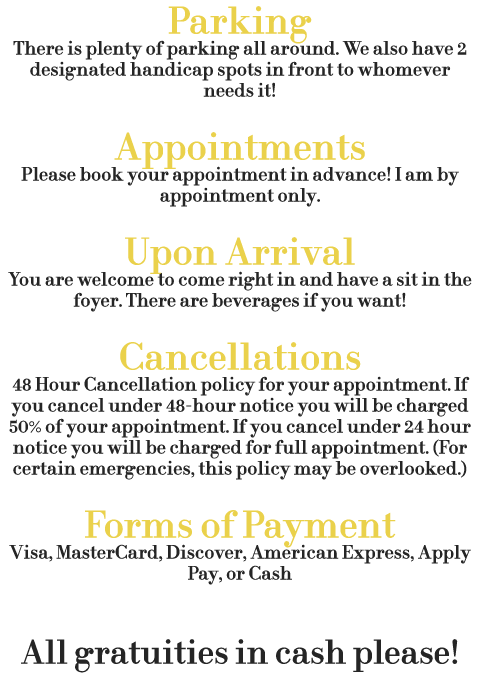 Parking
There is plenty of parking all around. We also have 2
designated handicap spots in front to whomever
needs it!
Appointments
Please book your appointment in advance! I am by
appointment only.
Upon Arrival
You are welcome to come right in and have a sit in the
foyer. There are beverages if you want!
Cancellations
48 Hour Cancellation policy for your appointment. If
you cancel under 48-hour notice you will be charged
50% of your appointment. If you cancel under 24 hour
notice you will be charged for full appointment. (For
certain emergencies, this policy may be overlooked.)
Forms of Payment
Visa, MasterCard, Discover, American Express, Apply
Pay, or Cash
All gratuities in cash please!